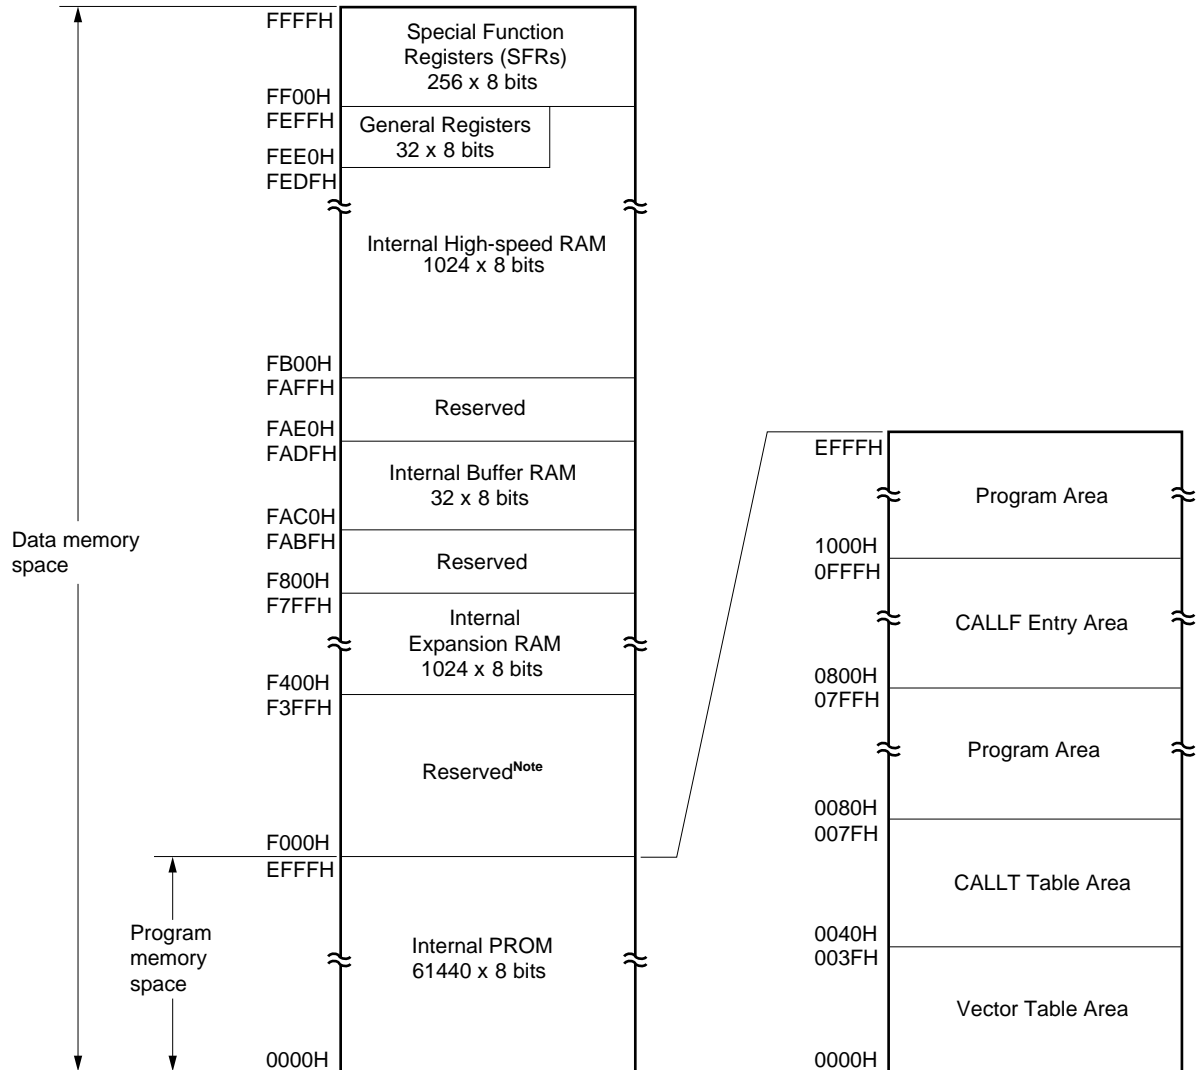 FFFFH
Special Function
Registers (SFRs)
256 x 8 bits
FF00H
FEFFH
General Registers
32 x 8 bits
FEE0H
FEDFH
Internal High-speed RAM
1024 x 8 bits
FB00H
FAFFH
Reserved
FAE0H
FADFH
Internal Buffer RAM
32 x 8 bits
FAC0H
FABFH
Reserved
F800H
F7FFH
Internal
Expansion RAM
1024 x 8 bits
F400H
F3FFH
ReservedNote
F000H
EFFFH
Internal PROM
61440 x 8 bits
0000H
Data memory
space
Program
memory
space
EFFFH
Program Area
1000H
0FFFH
CALLF Entry Area
0800H
07FFH
Program Area
0080H
007FH
CALLT Table Area
0040H
003FH
Vector Table Area
0000H